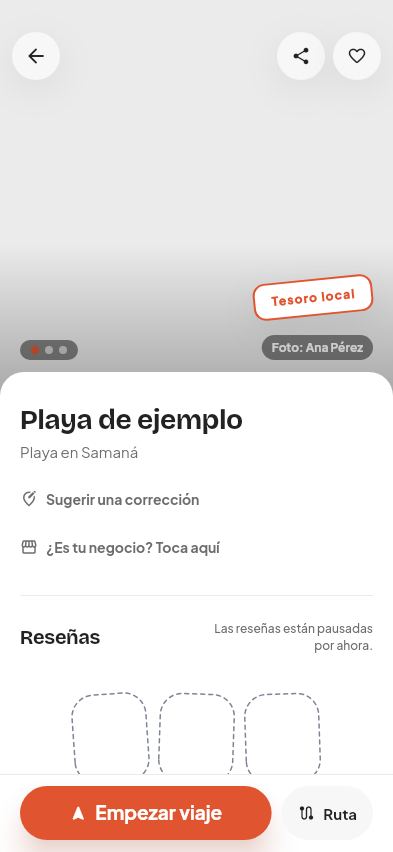 Tesoro local
Foto: Ana Pérez
Playa de ejemplo
Playa en Samaná
Sugerir una corrección
¿Es tu negocio? Toca aquí
Reseñas
Las reseñas están pausadas
por ahora.
Empezar viaje
Ruta